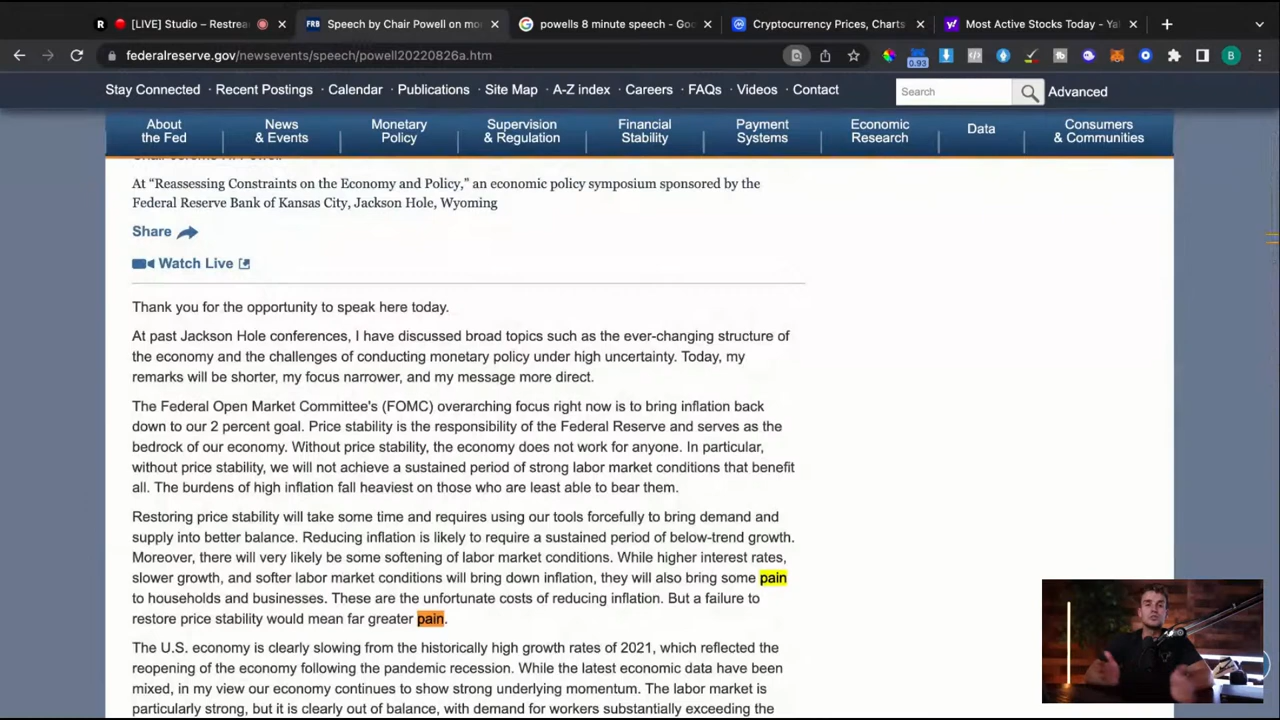 [LIVE] Studio – Restrea
Speech by Chair Powell on mo
powells 8 minute speech - Goo
Cryptocurrency Prices, Charts
Most Active Stocks Today - Ya
federalreserve.gov/newsevents/speech/powell20220826a.htm
0.93
B
Stay Connected Recent Postings Calendar Publications Site Map A-Z index Careers FAQs Videos Contact Search Advanced
About
the Fed
News
& Events
Monetary
Policy
Supervision
& Regulation
Financial
Stability
Payment
Systems
Economic
Research
Data
Consumers
& Communities
At “Reassessing Constraints on the Economy and Policy,” an economic policy symposium sponsored by the
Federal Reserve Bank of Kansas City, Jackson Hole, Wyoming
Share
Watch Live
Thank you for the opportunity to speak here today.
At past Jackson Hole conferences, I have discussed broad topics such as the ever-changing structure of
the economy and the challenges of conducting monetary policy under high uncertainty. Today, my
remarks will be shorter, my focus narrower, and my message more direct.
The Federal Open Market Committee's (FOMC) overarching focus right now is to bring inflation back
down to our 2 percent goal. Price stability is the responsibility of the Federal Reserve and serves as the
bedrock of our economy. Without price stability, the economy does not work for anyone. In particular,
without price stability, we will not achieve a sustained period of strong labor market conditions that benefit
all. The burdens of high inflation fall heaviest on those who are least able to bear them.
Restoring price stability will take some time and requires using our tools forcefully to bring demand and
supply into better balance. Reducing inflation is likely to require a sustained period of below-trend growth.
Moreover, there will very likely be some softening of labor market conditions. While higher interest rates,
slower growth, and softer labor market conditions will bring down inflation, they will also bring some pain
to households and businesses. These are the unfortunate costs of reducing inflation. But a failure to
restore price stability would mean far greater pain.
The U.S. economy is clearly slowing from the historically high growth rates of 2021, which reflected the
reopening of the economy following the pandemic recession. While the latest economic data have been
mixed, in my view our economy continues to show strong underlying momentum. The labor market is
particularly strong, but it is clearly out of balance, with demand for workers substantially exceeding the